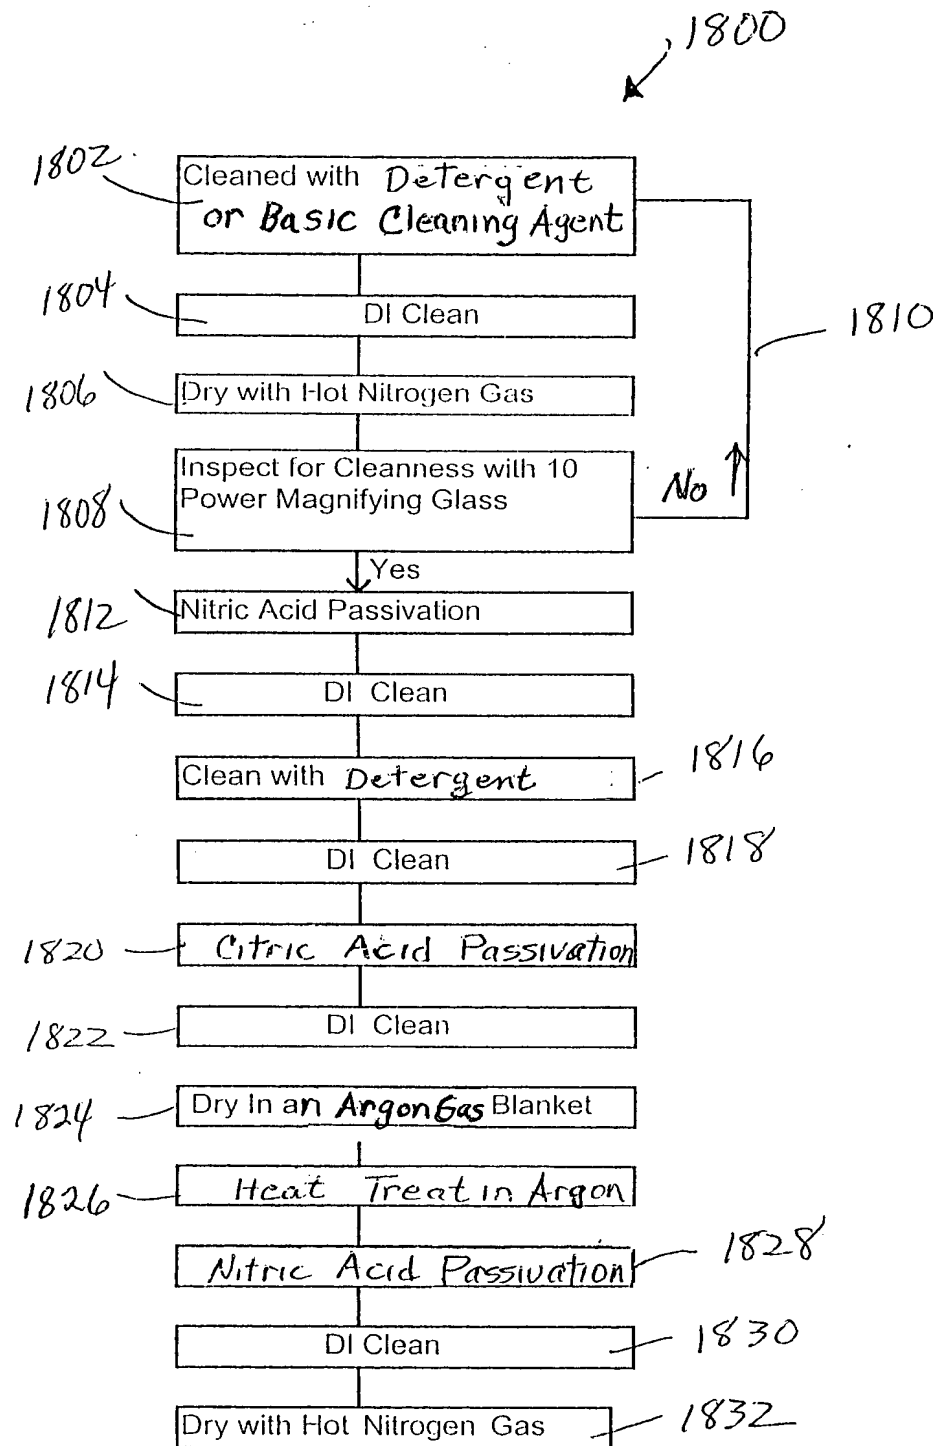 1800
1802
Cleaned with Detergent
or Basic Cleaning Agent
1804
DI Clean
1810
1806
Dry with Hot Nitrogen Gas
Inspect for Cleanness with 10
Power Magnifying Glass
No
1808
Yes
1812
Nitric Acid Passivation
1814
DI Clean
Clean with Detergent
1816
DI Clean
1818
1820
Citric Acid Passivation
1822
DI Clean
1824
Dry In an Argon Gas Blanket
1826
Heat Treat in Argon
1828
Nitric Acid Passivation
DI Clean
1830
Dry with Hot Nitrogen Gas
1832